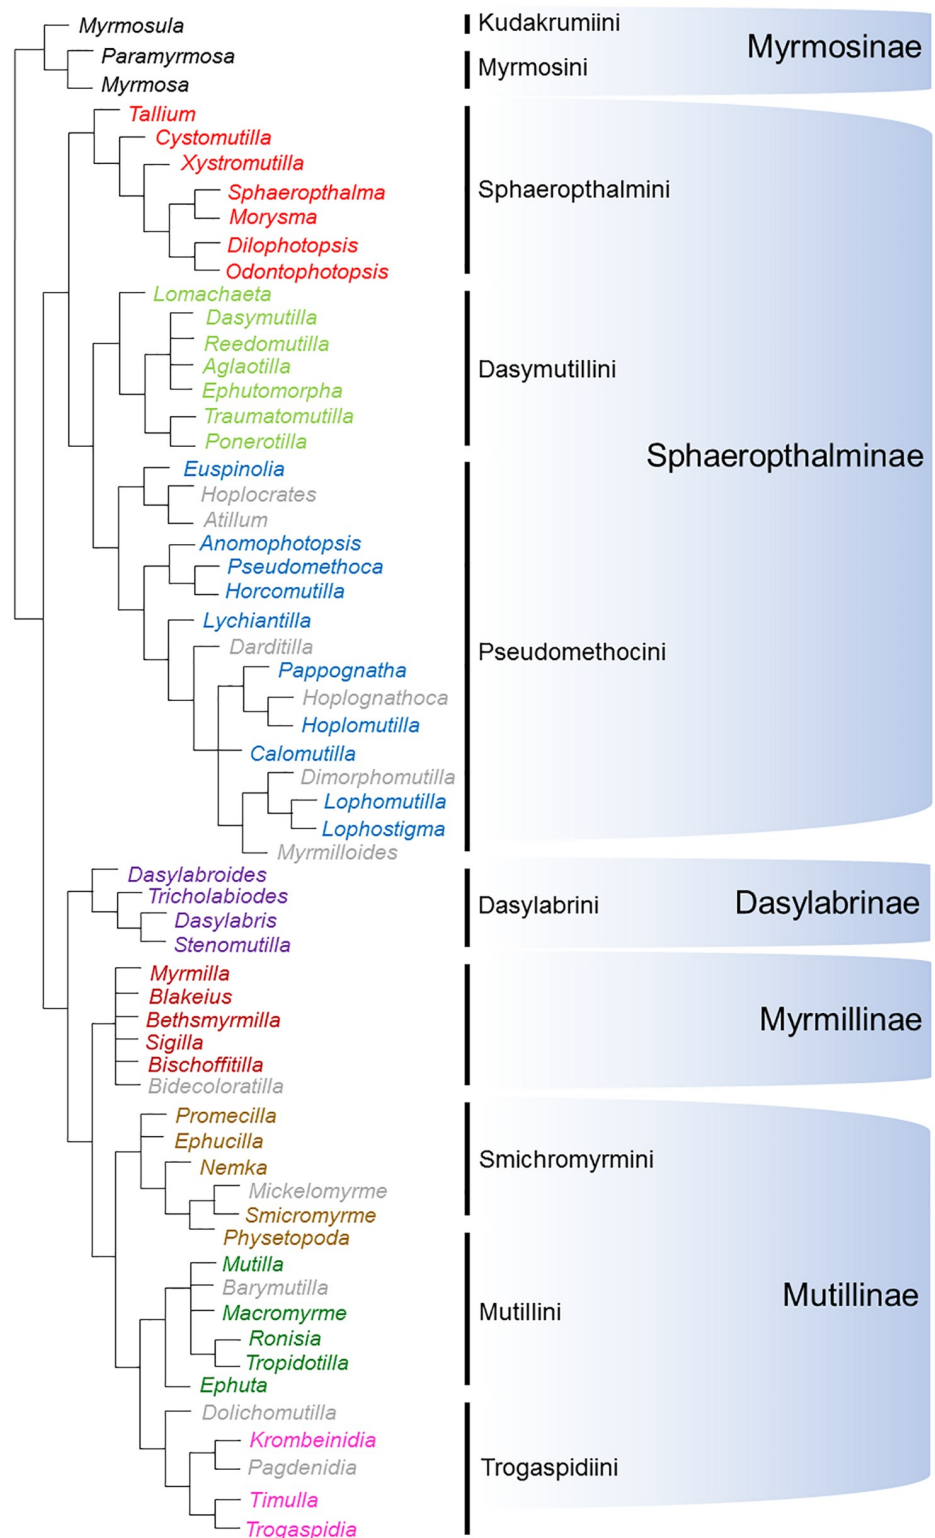 Myrmosula
Kudakrumiini
Myrmosinae
Paramyrmosa
Myrmosini
Myrmosa
Tallium
Cystomutilla
Xystromutilla
Sphaeropthalma
Sphaeropthalmini
Morysma
Dilophotopsis
Odontophotopsis
Lomachaeta
Dasymutilla
Reedomutilla
Aglaotilla
Dasymutillini
Ephutomorpha
Traumatomutilla
Ponerotilla
Sphaeropthalminae
Euspinolia
Hoplocrates
Atillum
Anomophotopsis
Pseudomethoca
Horcomutilla
Lychiantilla
Darditilla
Pseudomethocini
Pappognatha
Hoplognathoca
Hoplomutilla
Calomutilla
Dimorphomutilla
Lophomutilla
Lophostigma
Myrmilloides
Dasylabroides
Tricholabiodes
Dasylabrini
Dasylabrinae
Dasylabris
Stenomutilla
Myrmilla
Blakeius
Bethsmyrmilla
Myrmillinae
Sigilla
Bischoffitilla
Bidecoloratilla
Promecilla
Ephucilla
Smichromyrmini
Nemka
Mickelomyrme
Smicromyrme
Physetopoda
Mutilla
Barymutilla
Mutillinae
Macromyrme
Mutillini
Ronisia
Tropidotilla
Ephuta
Dolichomutilla
Krombeinidia
Pagdenidia
Trogaspidiini
Timulla
Trogaspidia